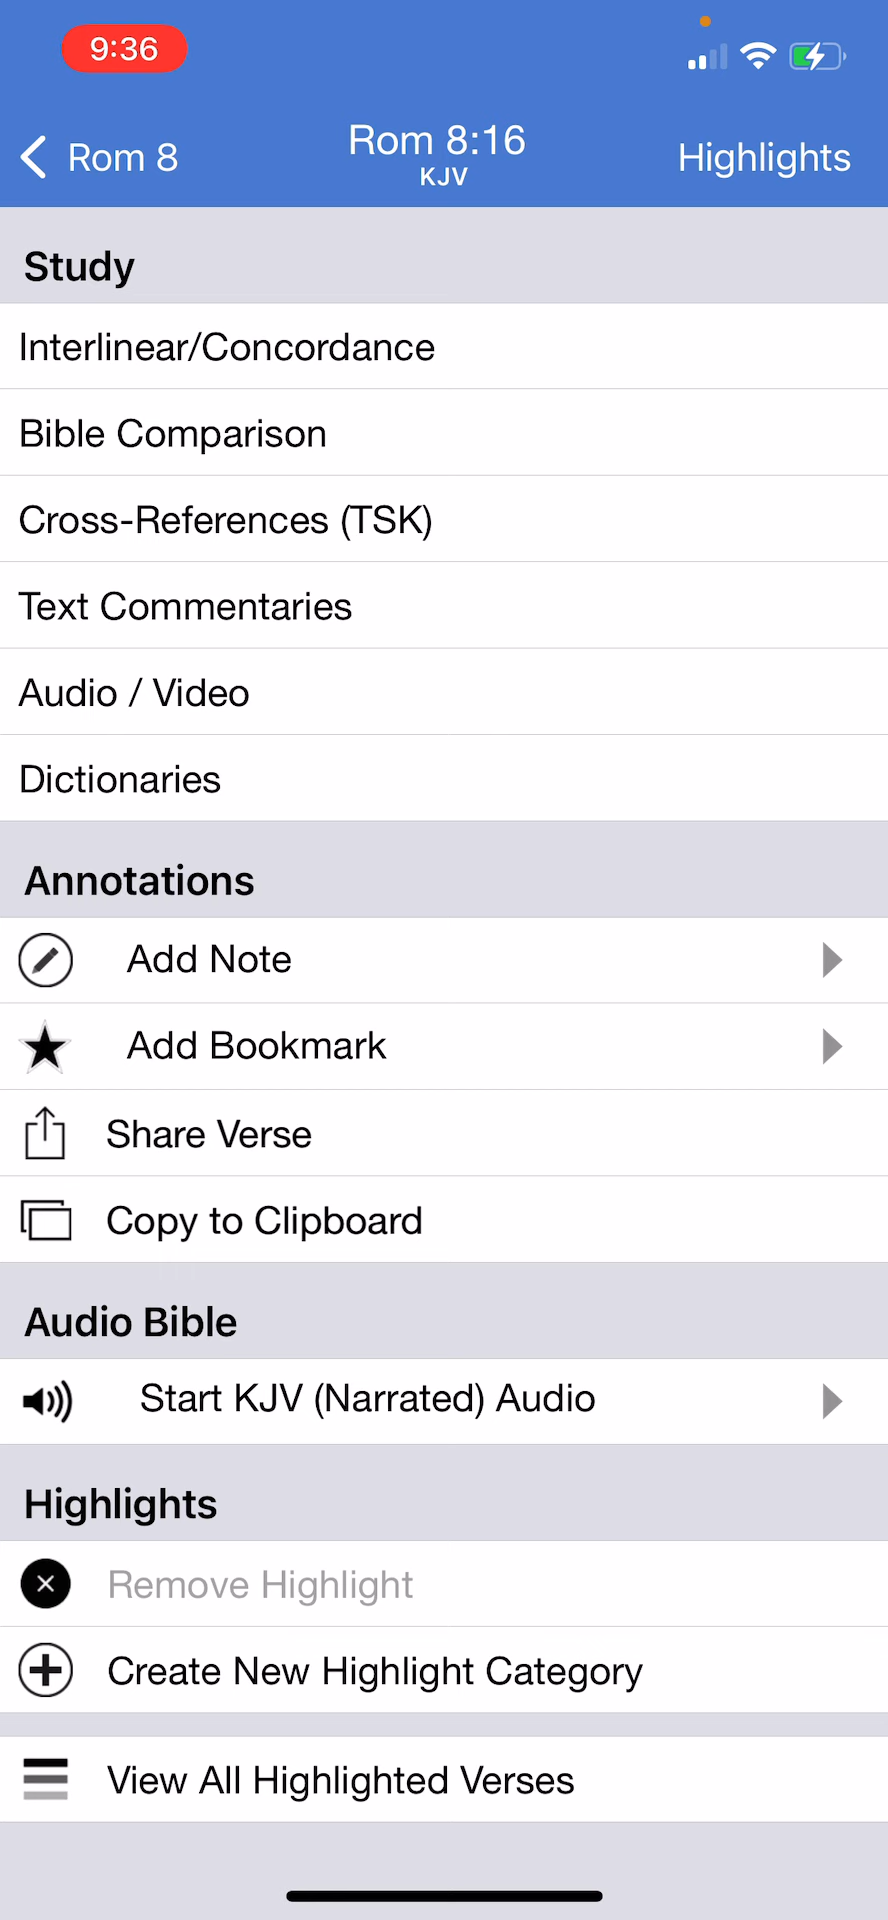 9:36
Rom 8
Rom 8:16
KJV
Highlights
Study
Interlinear/Concordance
Bible Comparison
Cross-References (TSK)
Text Commentaries
Audio / Video
Dictionaries
Annotations
Add Note
Add Bookmark
Share Verse
Copy to Clipboard
Audio Bible
Start KJV (Narrated) Audio
Highlights
Remove Highlight
Create New Highlight Category
View All Highlighted Verses